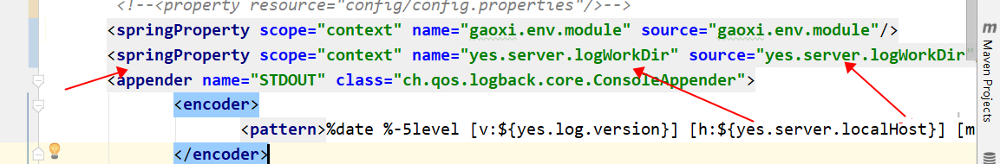 <!--<property resource="config/config.properties"/>-->
<springProperty scope="context" name="gaoxi.env.module" source="gaoxi.env.module"/>
<springProperty scope="context" name="yes.server.logWorkDir" source="yes.server.logWorkDir"
<appender name="STDOUT" class="ch.qos.logback.core.ConsoleAppender">
<encoder>
<pattern>%date %-5level [v:${yes.log.version}] [h:${yes.server.localHost}] [m
</encoder>
Maven Projects